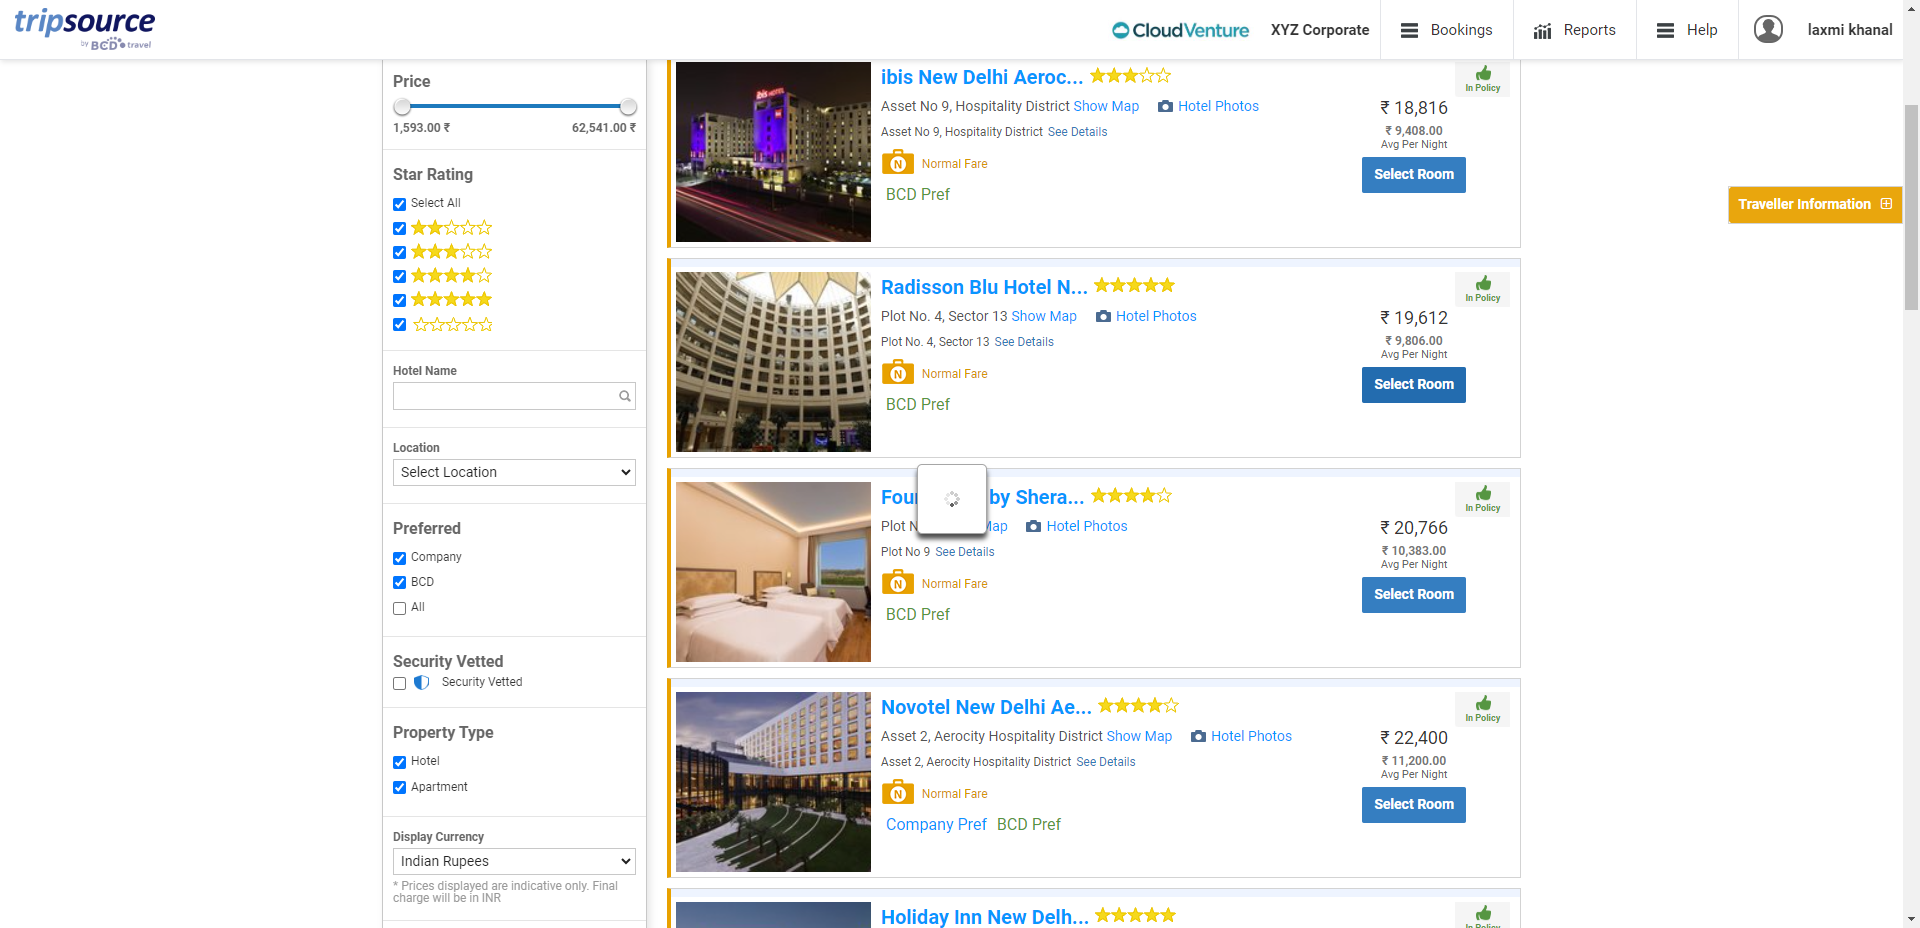 tripsource
by BCD travel
CloudVenture
XYZ Corporate
Bookings
Reports
Help
laxmi khanal
Price
1,593.00 ₹
62,541.00 ₹
Star Rating
Select All
Hotel Name
Location
Select Location
Preferred
Company
BCD
All
Security Vetted
Security Vetted
Property Type
Hotel
Apartment
Display Currency
Indian Rupees
* Prices displayed are indicative only. Final
charge will be in INR
ibis New Delhi Aeroc...
Asset No 9, Hospitality District Show Map Hotel Photos
Asset No 9, Hospitality District See Details
N Normal Fare
BCD Pref
In Policy
₹ 18,816
₹ 9,408.00
Avg Per Night
Select Room
Traveller Information
Radisson Blu Hotel N...
Plot No. 4, Sector 13 Show Map Hotel Photos
Plot No. 4, Sector 13 See Details
N Normal Fare
BCD Pref
In Policy
₹ 19,612
₹ 9,806.00
Avg Per Night
Select Room
by Shera...
Plot Hotel Photos
Plot No 9 See Details
N Normal Fare
BCD Pref
In Policy
₹ 20,766
₹ 10,383.00
Avg Per Night
Select Room
Novotel New Delhi Ae...
Asset 2, Aerocity Hospitality District Show Map Hotel Photos
Asset 2, Aerocity Hospitality District See Details
N Normal Fare
Company Pref BCD Pref
In Policy
₹ 22,400
₹ 11,200.00
Avg Per Night
Select Room
Holiday Inn New Delh...
In Policy